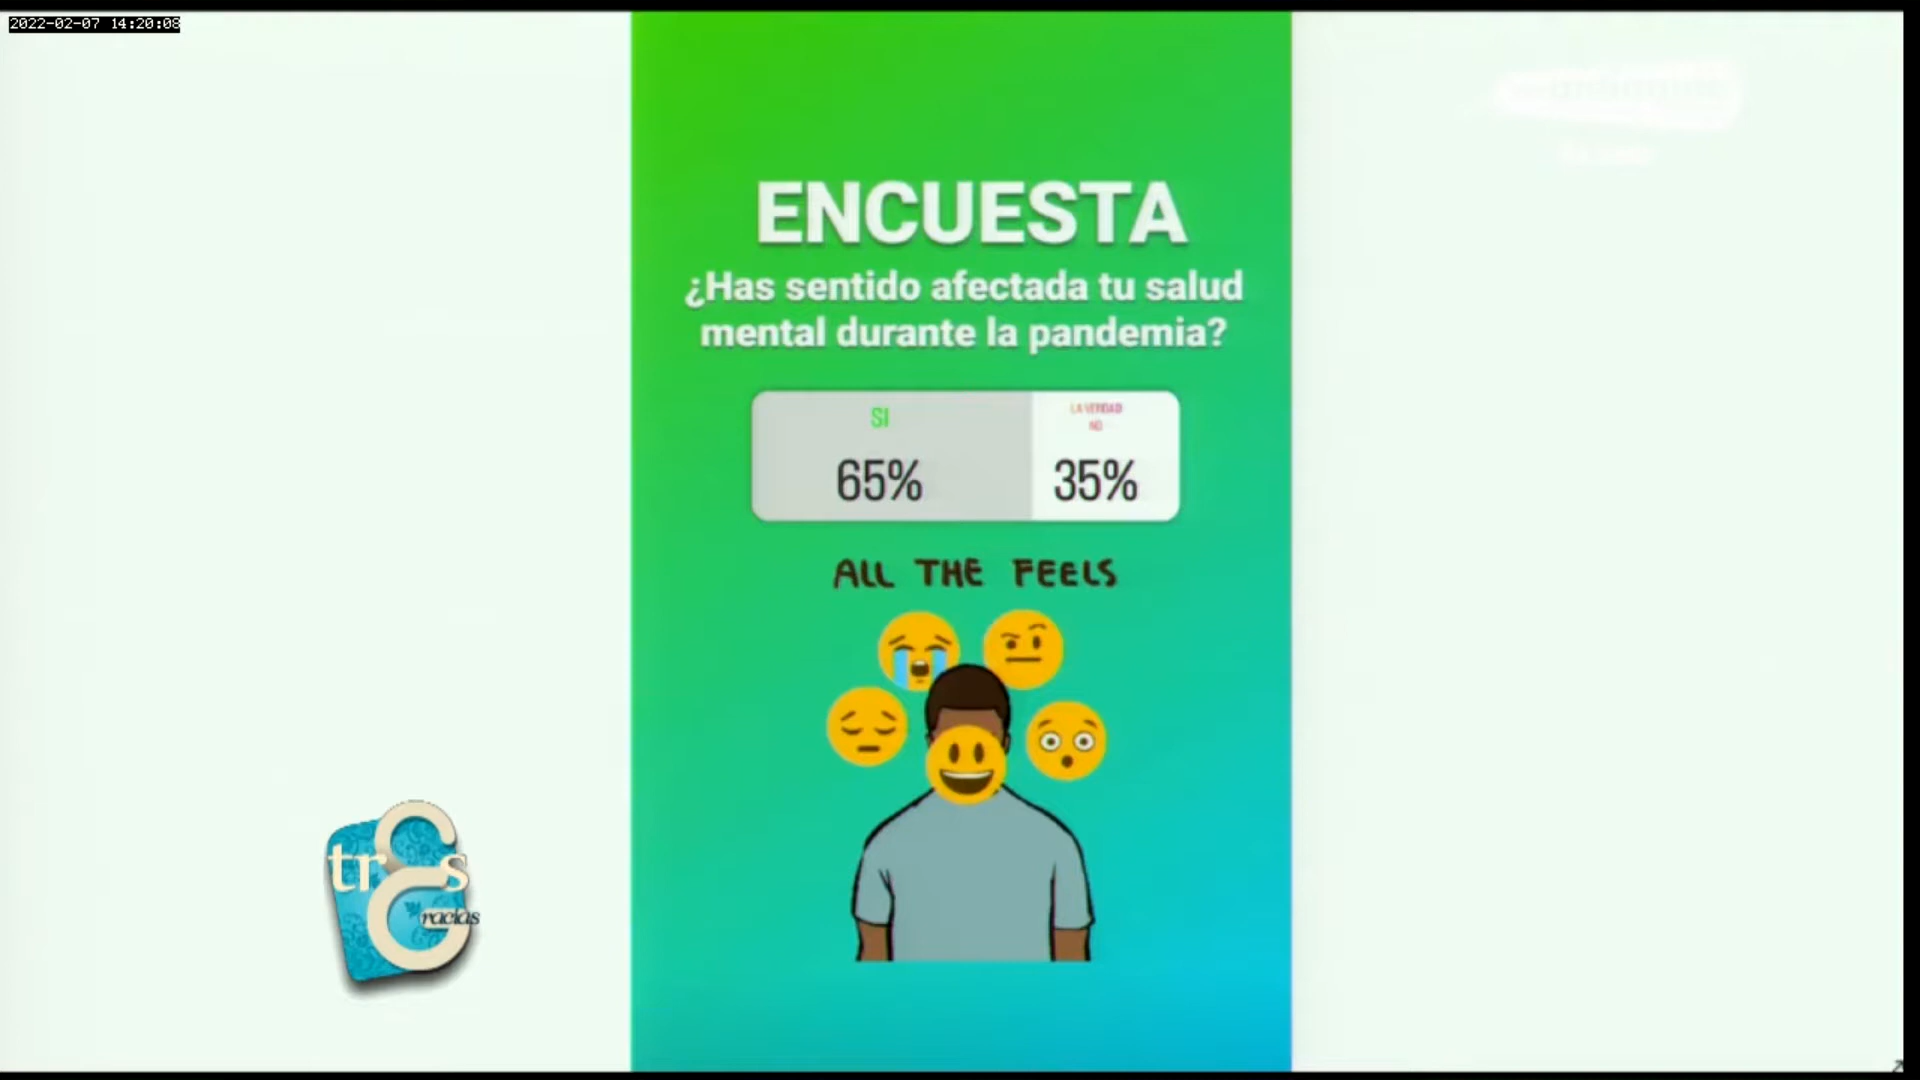 2022-02-07 14:20:08
ENCUESTA
¿Has sentido afectada tu salud
mental durante la pandemia?
SI
LA VERDAD
NO
65%
35%
ALL THE FEELS
trEs
Gracias